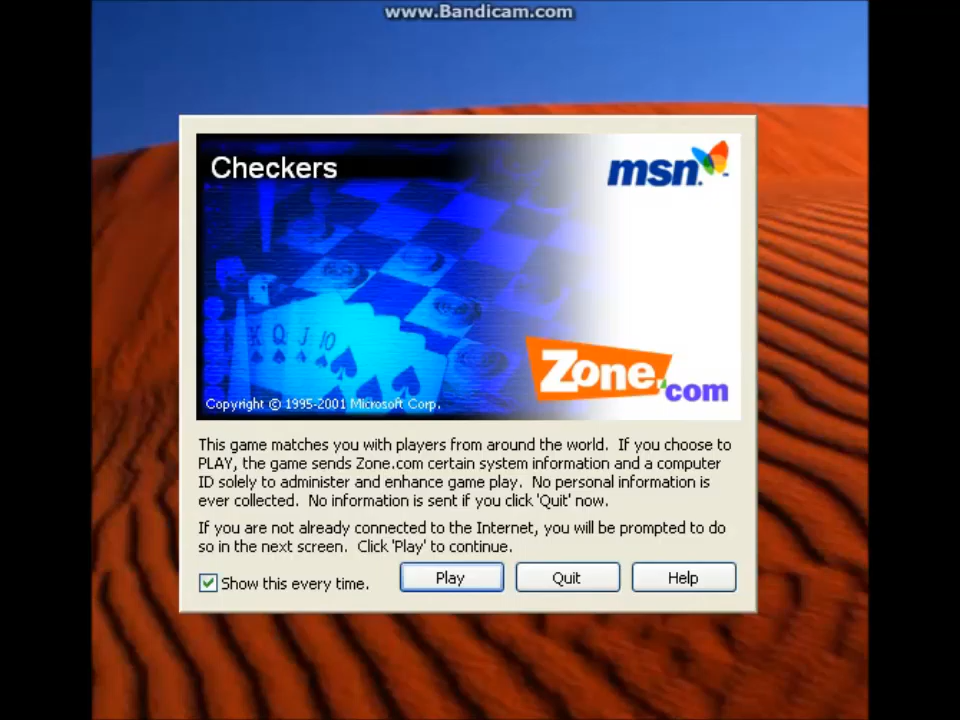 www.Bandicam.com
Checkers
msn
K Q J 10
Zone.com
Copyright © 1995-2001 Microsoft Corp.
This game matches you with players from around the world.  If you choose to
PLAY, the game sends Zone.com certain system information and a computer
ID solely to administer and enhance game play.  No personal information is
ever collected.  No information is sent if you click 'Quit' now.
If you are not already connected to the Internet, you will be prompted to do
so in the next screen.  Click 'Play' to continue.
Show this every time.
Play
Quit
Help